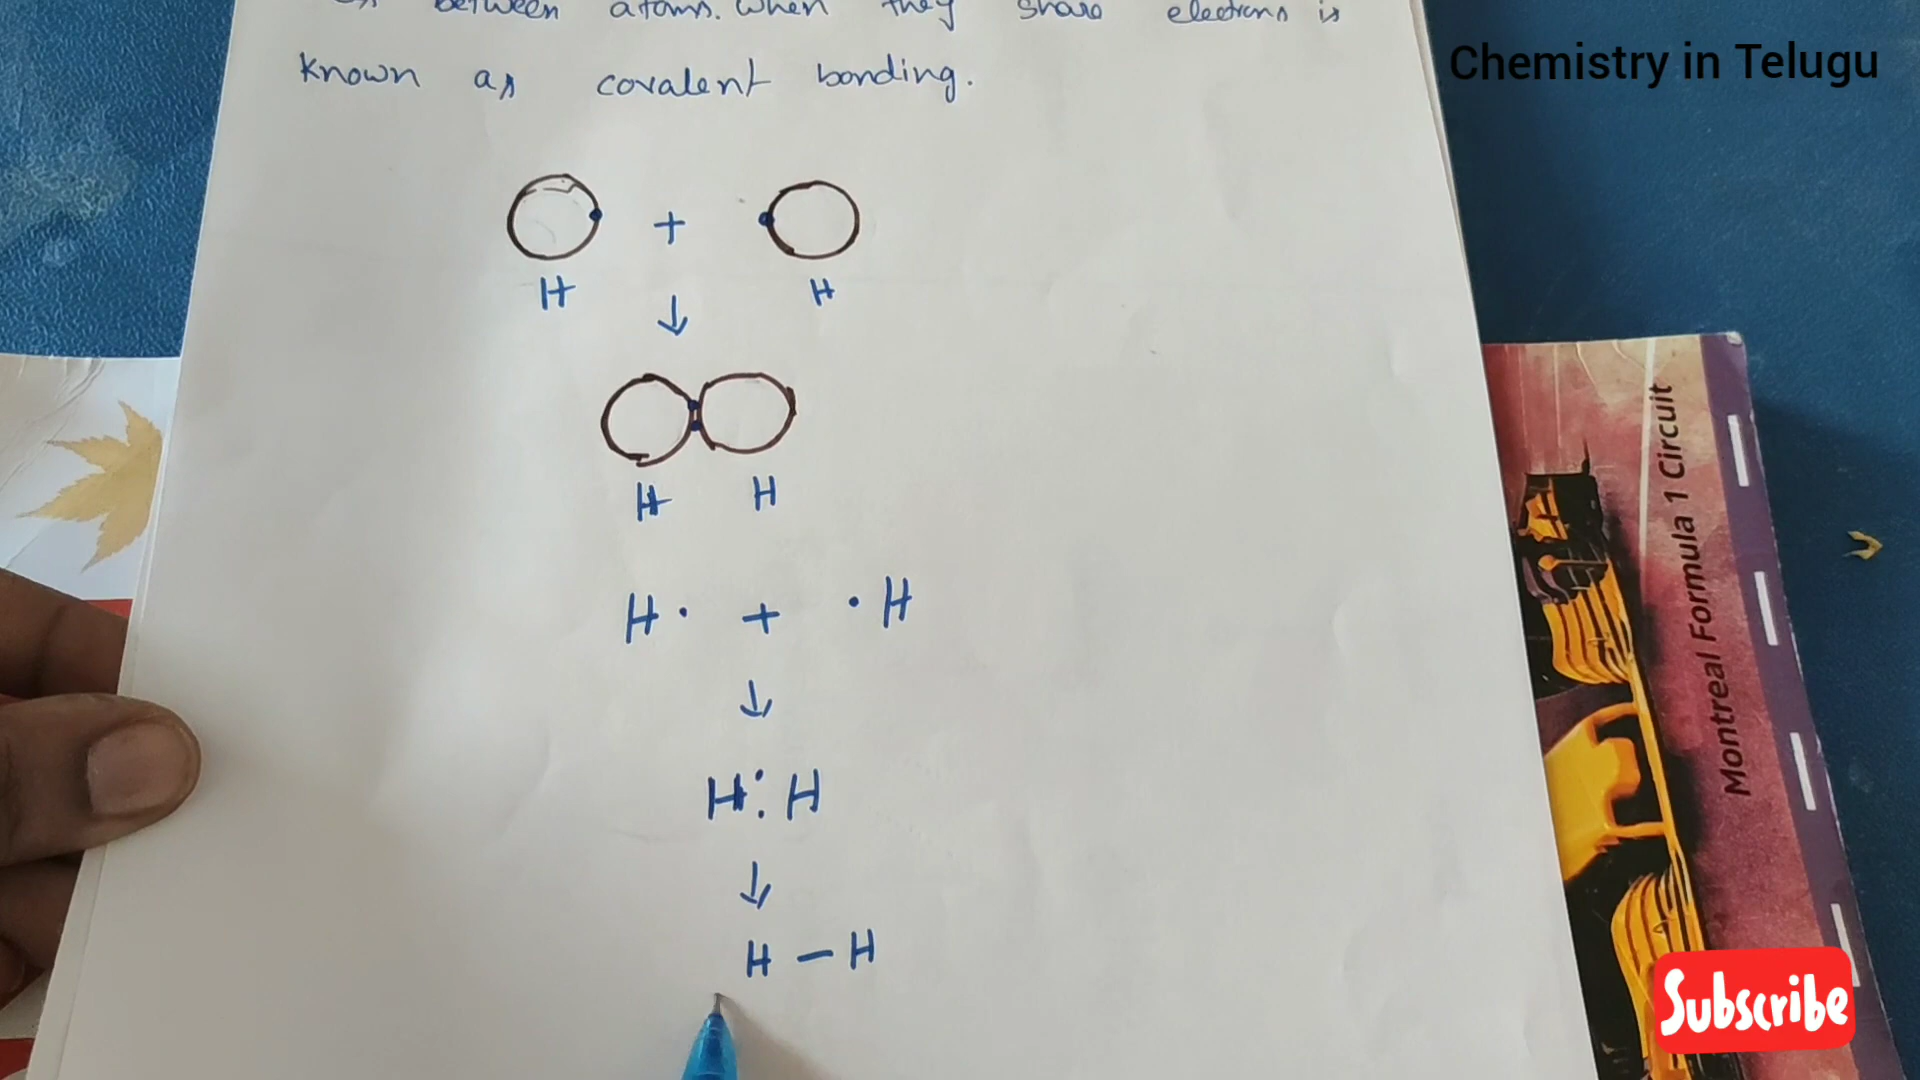 between atoms. When they share electrons is
Chemistry in Telugu
known as covalent bonding.
+
H H
↓
H H
H· + ·H
↓
H:H
↓
H – H
Montreal Formula 1 Circuit
Subscribe